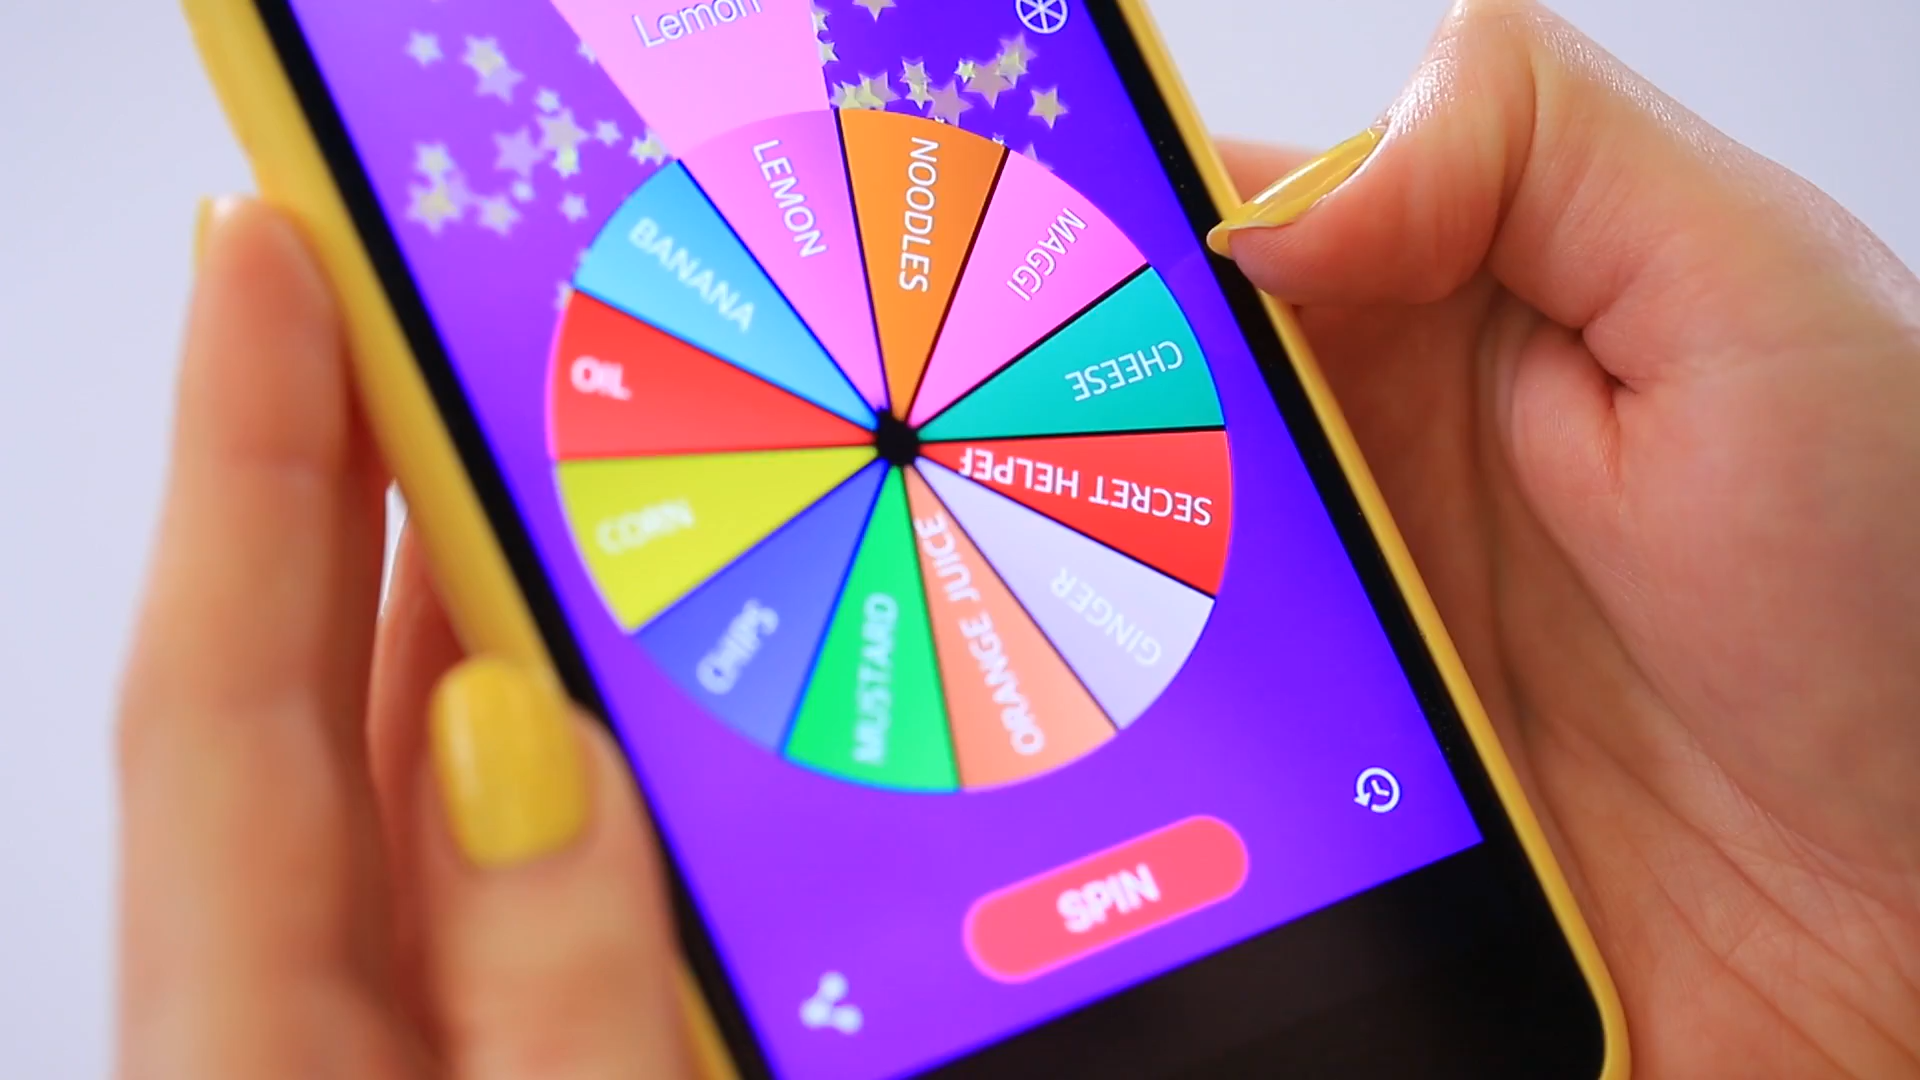 Lemon
LEMON
NOODLES
MAGGI
CHEESE
SECRET HELPER
GINGER
ORANGE JUICE
MUSTARD
CHIPS
CORN
OIL
BANANA
SPIN